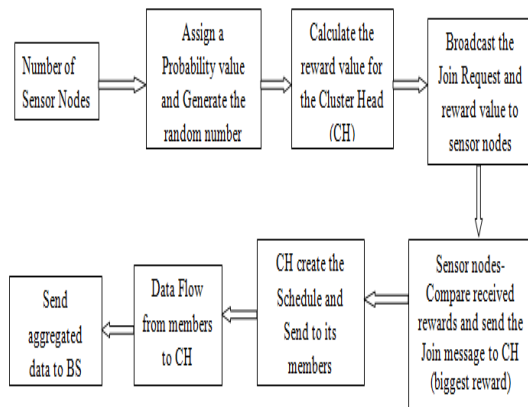 Number of
Sensor Nodes
Assign a
Probability value
and Generate the
random number
Calculate the
reward value for
the Cluster Head
(CH)
Broadcast the
Join Request and
reward value to
sensor nodes
Sensor nodes-
Compare received
rewards and send the
Join message to CH
(biggest reward)
CH create the
Schedule and
Send to its
members
Data Flow
from members
to CH
Send
aggregated
data to BS